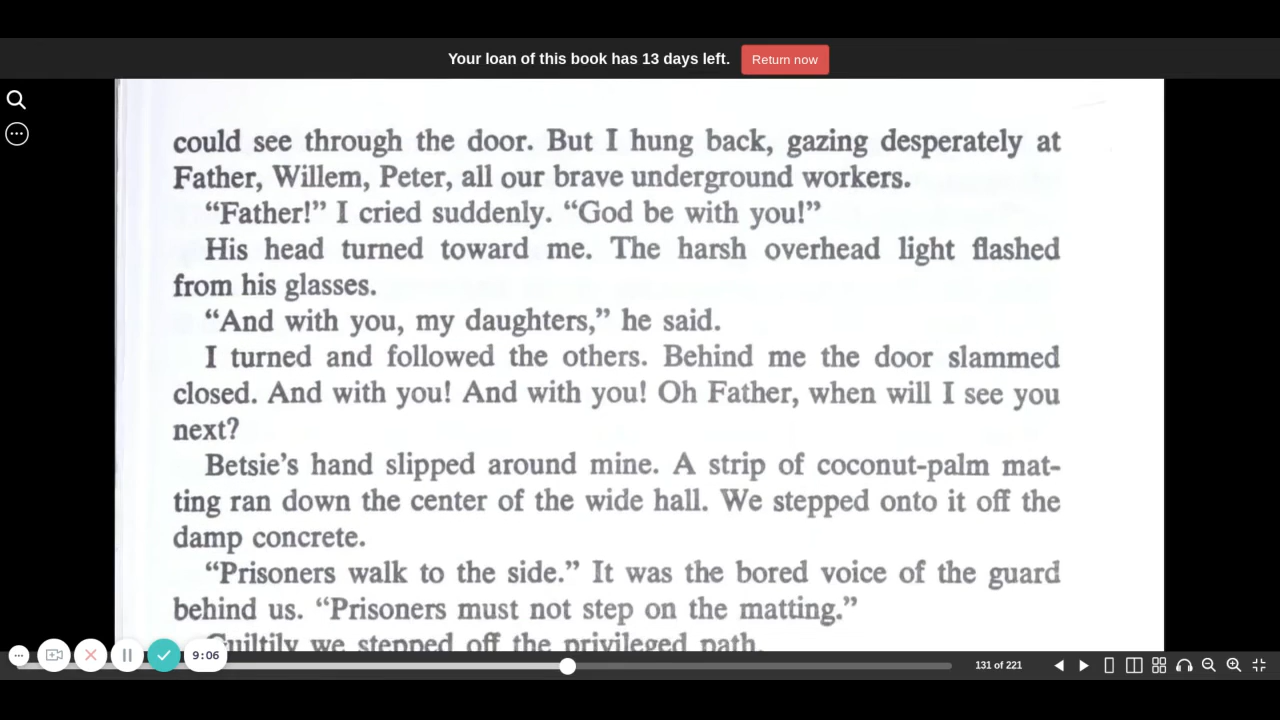 Your loan of this book has 13 days left. Return now
could see through the door. But I hung back, gazing desperately at
Father, Willem, Peter, all our brave underground workers.
“Father!” I cried suddenly. “God be with you!”
His head turned toward me. The harsh overhead light flashed
from his glasses.
“And with you, my daughters,” he said.
I turned and followed the others. Behind me the door slammed
closed. And with you! And with you! Oh Father, when will I see you
next?
Betsie’s hand slipped around mine. A strip of coconut-palm mat-
ting ran down the center of the wide hall. We stepped onto it off the
damp concrete.
“Prisoners walk to the side.” It was the bored voice of the guard
behind us. “Prisoners must not step on the matting.”
Guiltily we stepped off the privileged path.
9:06
131 of 221